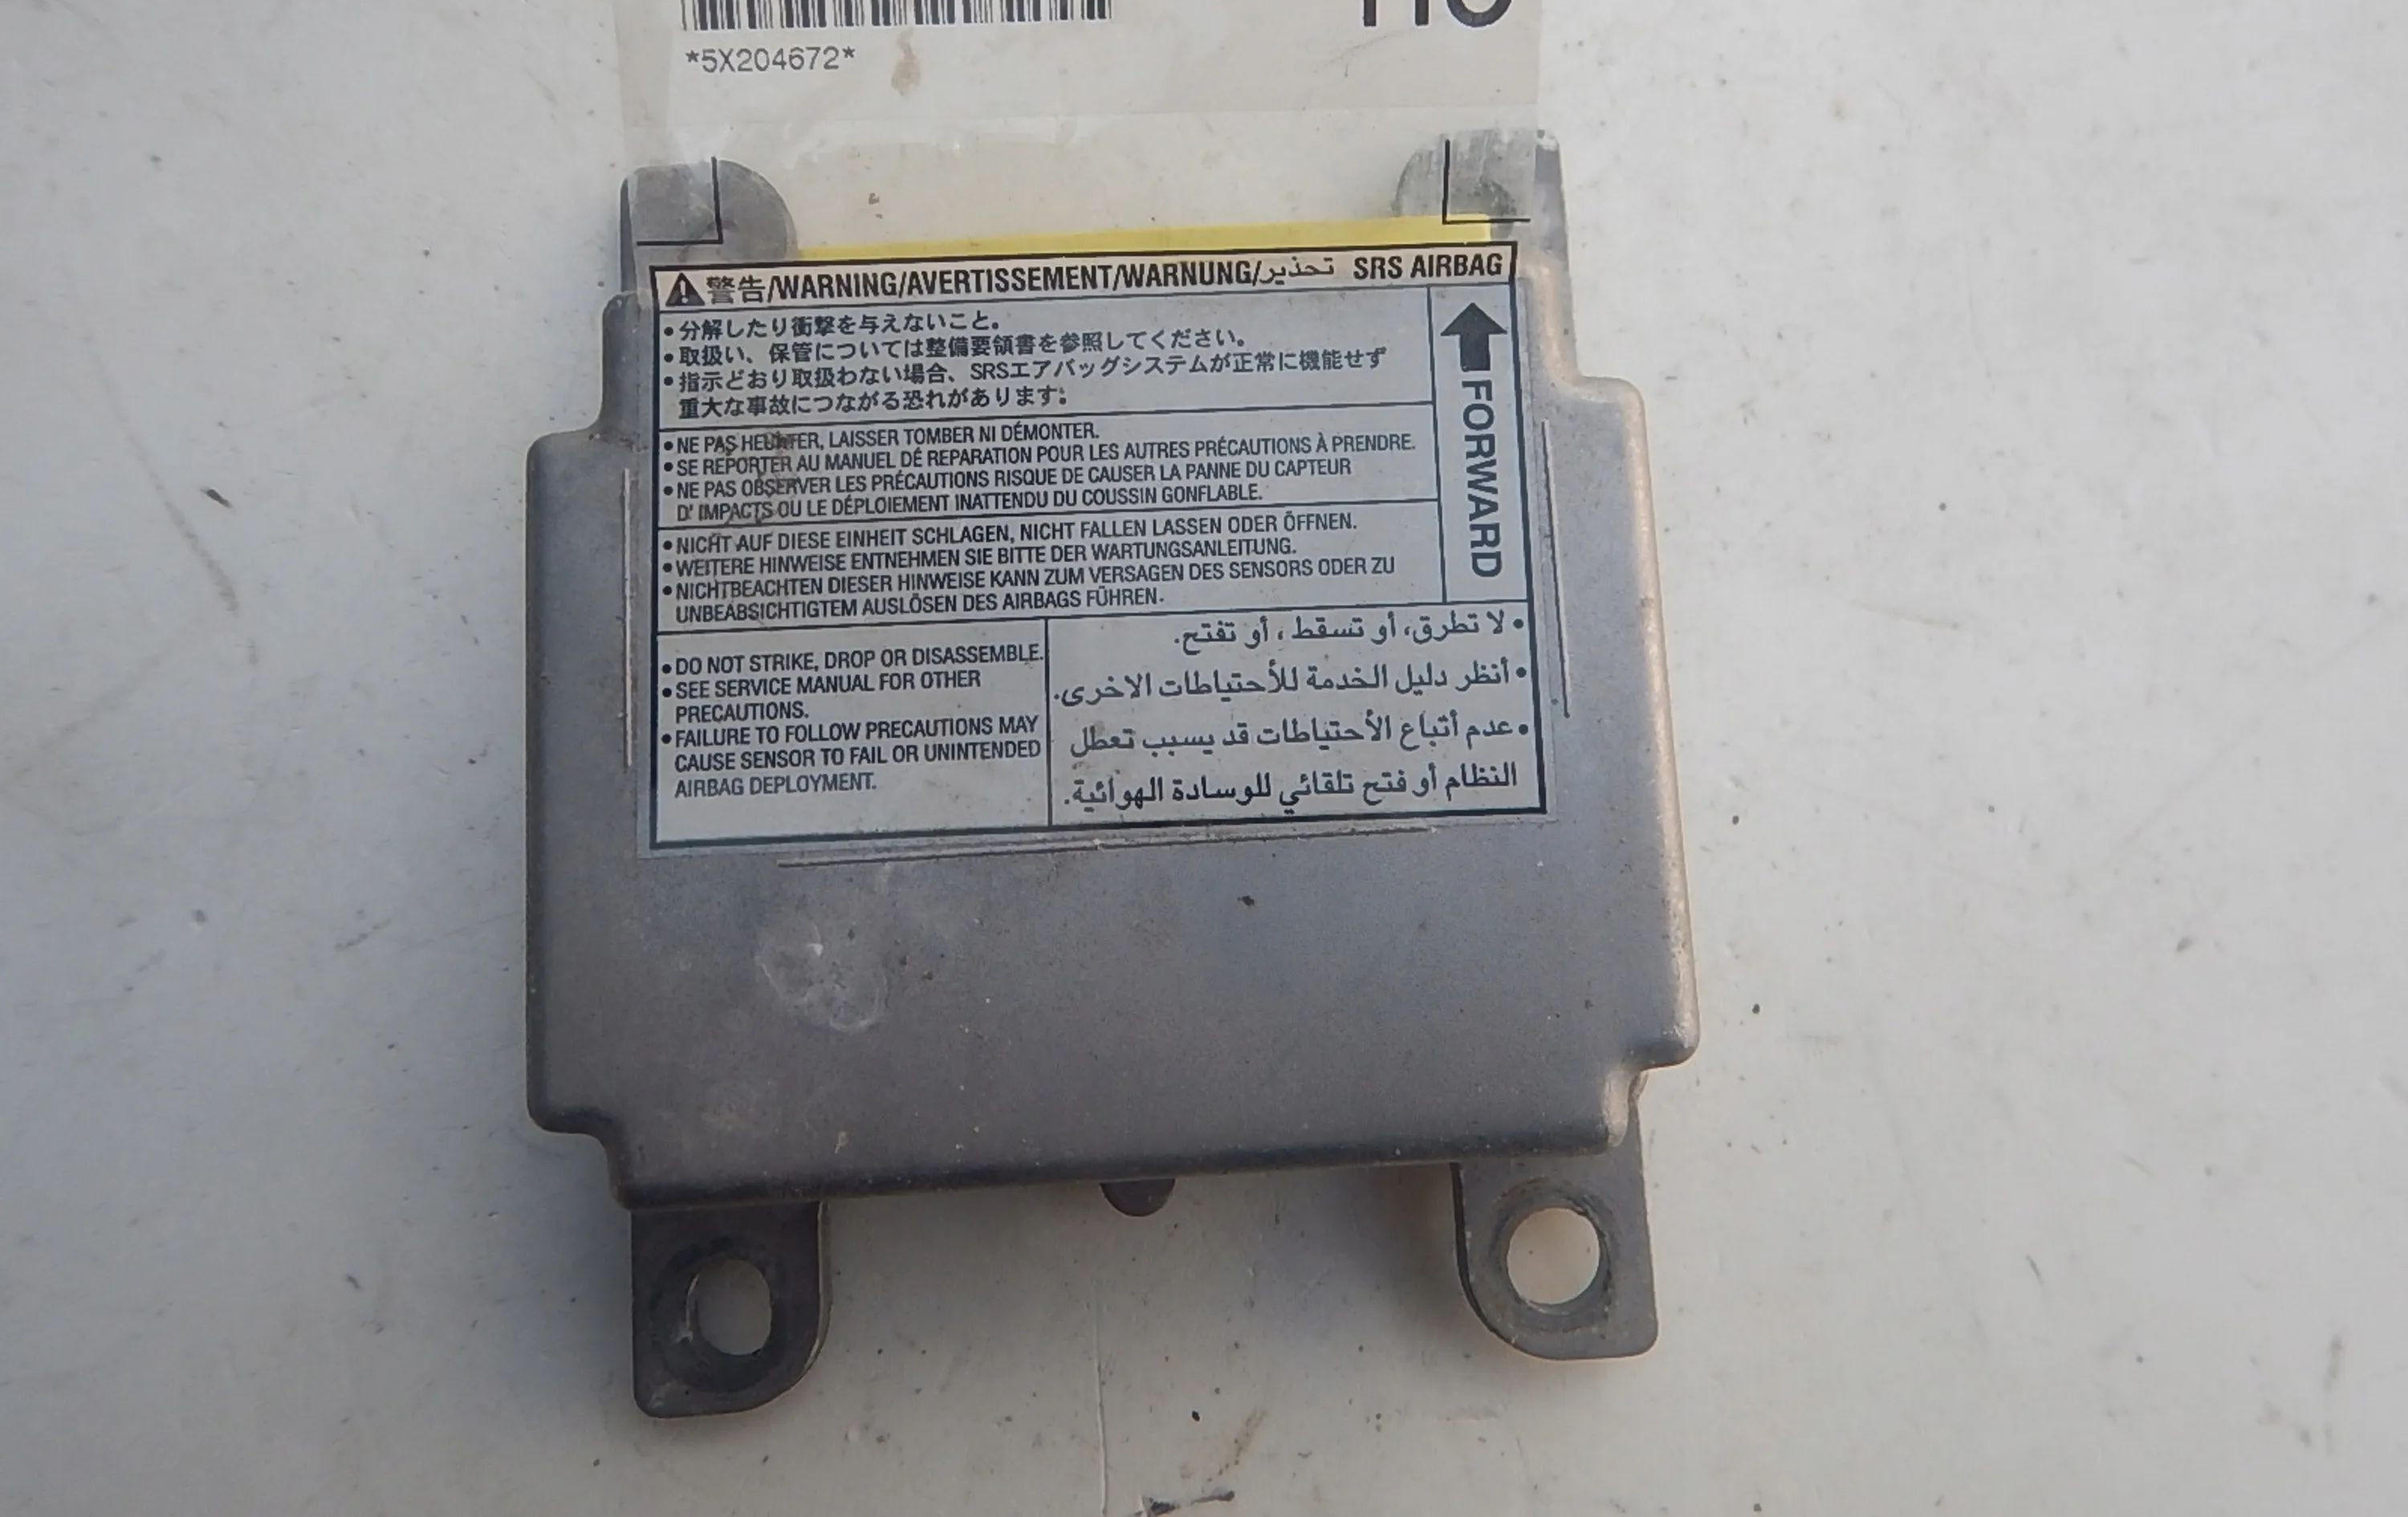 *5X204672*
警告/WARNING/AVERTISSEMENT/WARNUNG/تحذير SRS AIRBAG
•分解したり衝撃を与えないこと。
•取扱い、保管については整備要領書を参照してください。
•指示どおり取扱わない場合、SRSエアバッグシステムが正常に機能せず
重大な事故につながる恐れがあります。
FORWARD
•NE PAS HEURTER, LAISSER TOMBER NI DÉMONTER.
•SE REPORTER AU MANUEL DÉ REPARATION POUR LES AUTRES PRÉCAUTIONS À PRENDRE.
•NE PAS OBSERVER LES PRÉCAUTIONS RISQUE DE CAUSER LA PANNE DU CAPTEUR
D' IMPACTS OU LE DÉPLOIEMENT INATTENDU DU COUSSIN GONFLABLE.
•NICHT AUF DIESE EINHEIT SCHLAGEN, NICHT FALLEN LASSEN ODER ÖFFNEN.
•WEITERE HINWEISE ENTNEHMEN SIE BITTE DER WARTUNGSANLEITUNG.
•NICHTBEACHTEN DIESER HINWEISE KANN ZUM VERSAGEN DES SENSORS ODER ZU
UNBEABSICHTIGTEM AUSLÖSEN DES AIRBAGS FÜHREN.
•DO NOT STRIKE, DROP OR DISASSEMBLE.
•SEE SERVICE MANUAL FOR OTHER
PRECAUTIONS.
•FAILURE TO FOLLOW PRECAUTIONS MAY
CAUSE SENSOR TO FAIL OR UNINTENDED
AIRBAG DEPLOYMENT.
•لا تطرق، أو تسقط، أو تفتح.
•أنظر دليل الخدمة للأحتياطات الاخرى.
•عدم أتباع الأحتياطات قد يسبب تعطل
النظام أو فتح تلقائي للوسادة الهوائية.